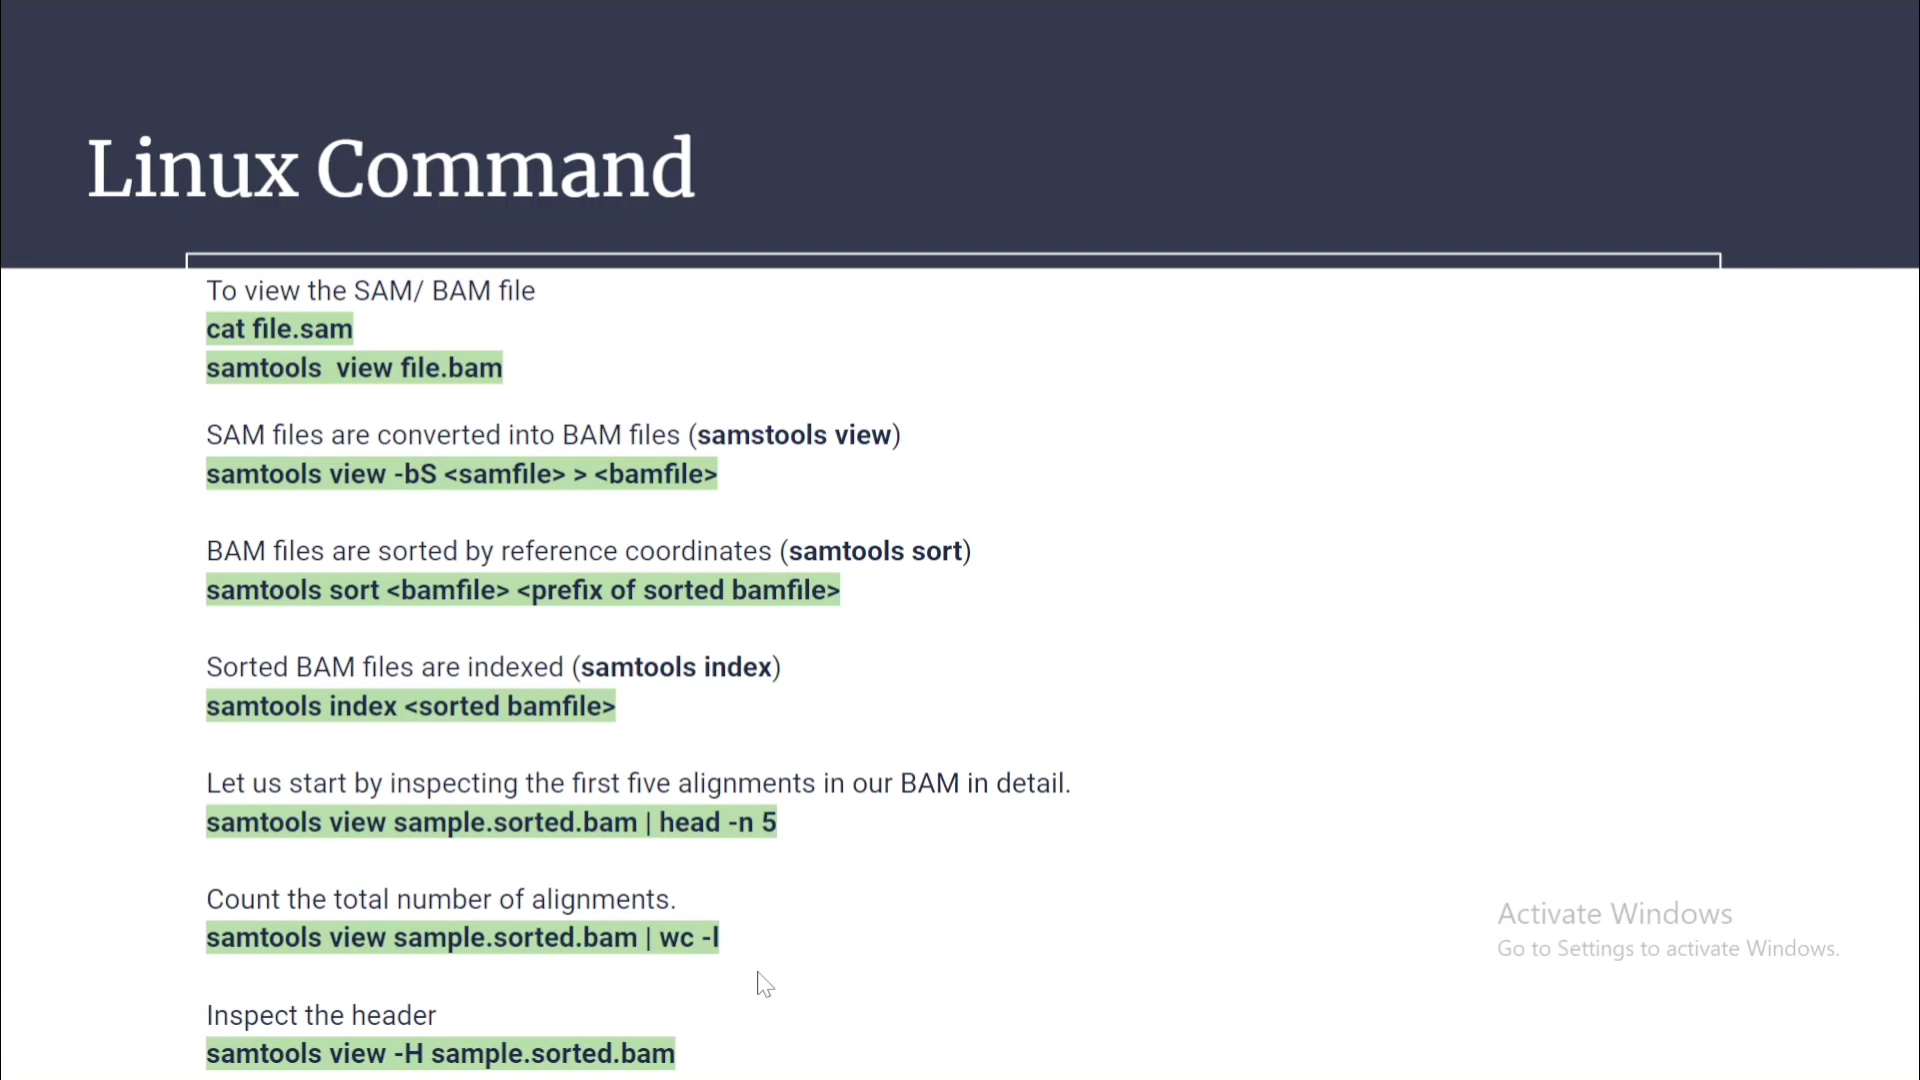 Linux Command
To view the SAM/ BAM file
cat file.sam
samtools  view file.bam
SAM files are converted into BAM files (samstools view)
samtools view -bS <samfile> > <bamfile>
BAM files are sorted by reference coordinates (samtools sort)
samtools sort <bamfile> <prefix of sorted bamfile>
Sorted BAM files are indexed (samtools index)
samtools index <sorted bamfile>
Let us start by inspecting the first five alignments in our BAM in detail.
samtools view sample.sorted.bam | head -n 5
Count the total number of alignments.
samtools view sample.sorted.bam | wc -l
Inspect the header
samtools view -H sample.sorted.bam
Activate Windows
Go to Settings to activate Windows.